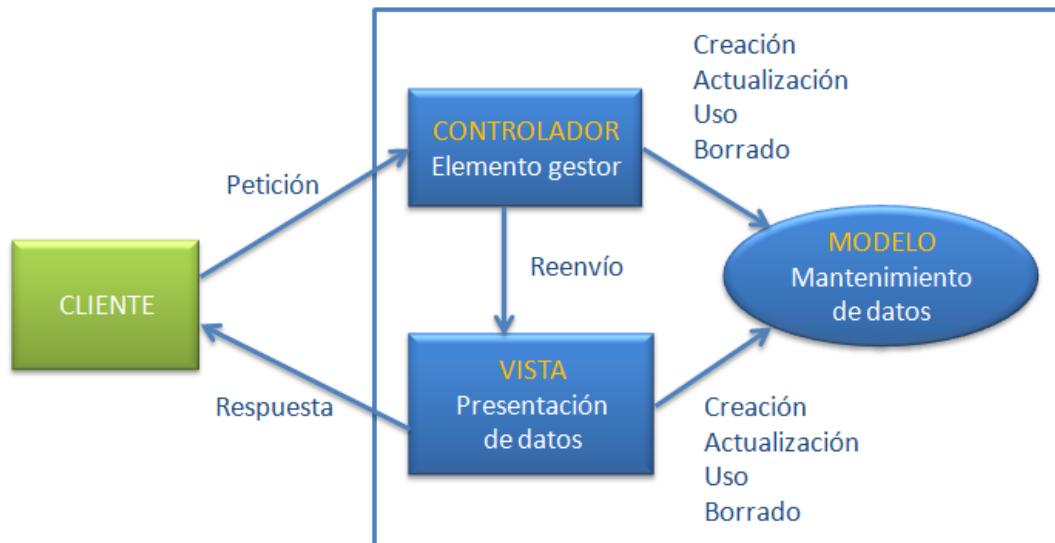 Creación
Actualización
Uso
Borrado
CONTROLADOR
Elemento gestor
Petición
Reenvío
MODELO
Mantenimiento
de datos
CLIENTE
VISTA
Presentación
de datos
Respuesta
Creación
Actualización
Uso
Borrado